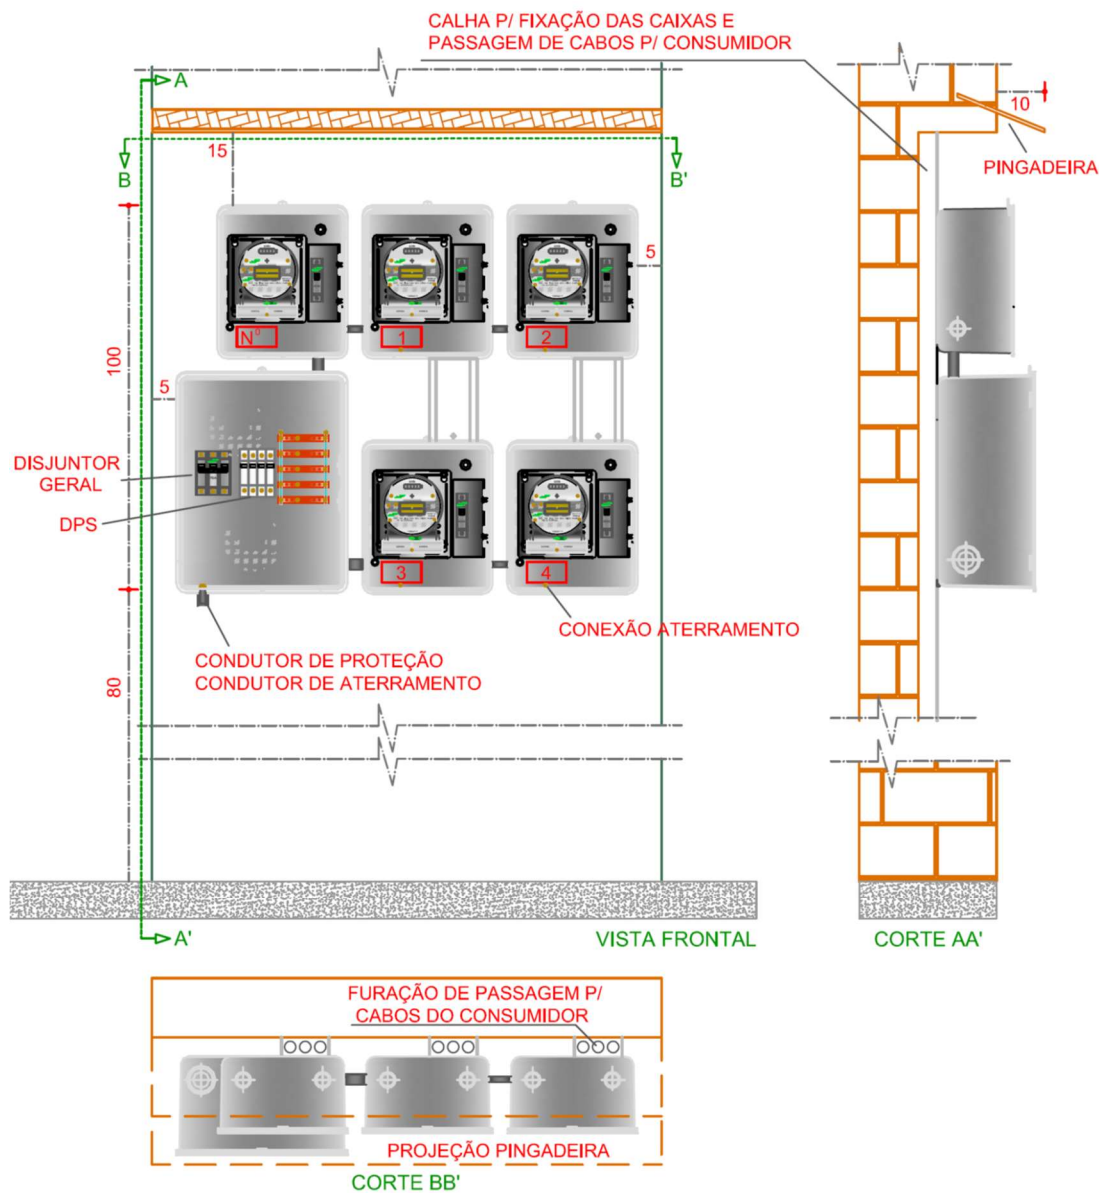 CALHA P/ FIXAÇÃO DAS CAIXAS E
PASSAGEM DE CABOS P/ CONSUMIDOR
A
10
15
B
B'
PINGADEIRA
5
Nº
1
2
100
5
DISJUNTOR
GERAL
DPS
3
4
CONEXÃO ATERRAMENTO
CONDUTOR DE PROTEÇÃO
CONDUTOR DE ATERRAMENTO
80
A'
VISTA FRONTAL
CORTE AA'
FURAÇÃO DE PASSAGEM P/
CABOS DO CONSUMIDOR
PROJEÇÃO PINGADEIRA
CORTE BB'